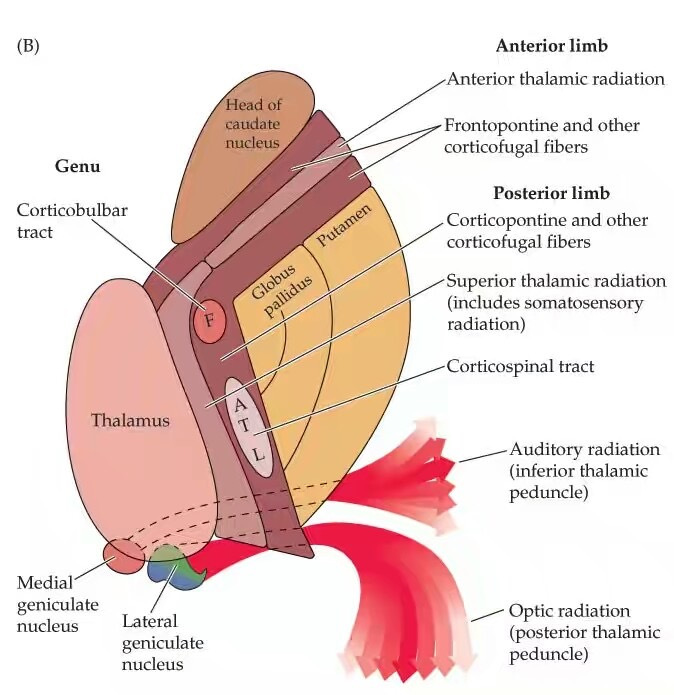 (B)
Anterior limb
Anterior thalamic radiation
Head of
caudate
nucleus
Frontopontine and other
corticofugal fibers
Genu
Posterior limb
Corticobulbar
tract
Corticopontine and other
corticofugal fibers
Putamen
Globus
pallidus
Superior thalamic radiation
(includes somatosensory
radiation)
F
Corticospinal tract
A
T
L
Thalamus
Auditory radiation
(inferior thalamic
peduncle)
Medial
geniculate
nucleus
Lateral
geniculate
nucleus
Optic radiation
(posterior thalamic
peduncle)